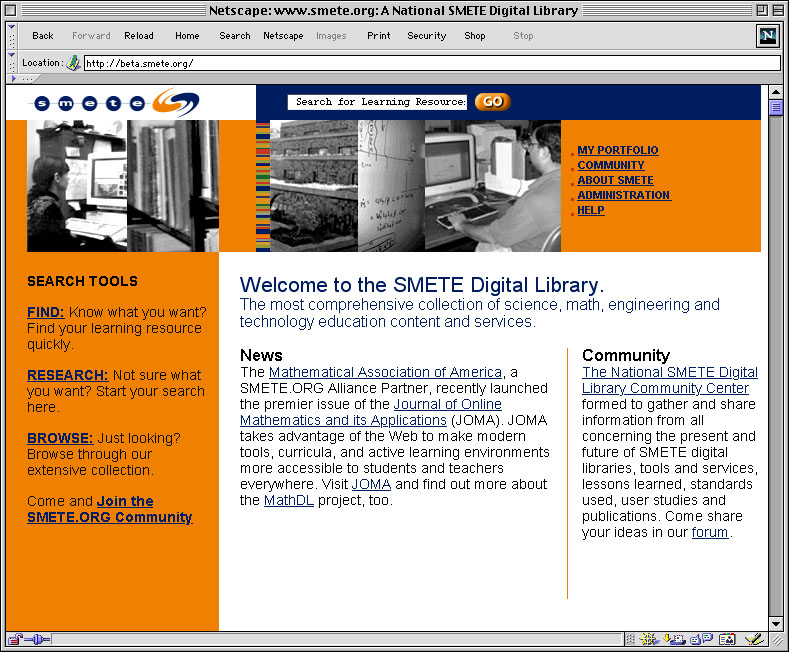 Netscape: www.smete.org: A National SMETE Digital Library
Back Forward Reload Home Search Netscape Images Print Security Shop Stop
N
Location: http://beta.smete.org/
smete
Search for Learning Resource: GO
MY PORTFOLIO
COMMUNITY
ABOUT SMETE
ADMINISTRATION
HELP
SEARCH TOOLS
FIND: Know what you want?
Find your learning resource
quickly.
RESEARCH: Not sure what
you want? Start your search
here.
BROWSE: Just looking?
Browse through our
extensive collection.
Come and Join the
SMETE.ORG Community
Welcome to the SMETE Digital Library.
The most comprehensive collection of science, math, engineering and
technology education content and services.
News
The Mathematical Association of America, a
SMETE.ORG Alliance Partner, recently launched
the premier issue of the Journal of Online
Mathematics and its Applications (JOMA). JOMA
takes advantage of the Web to make modern
tools, curricula, and active learning environments
more accessible to students and teachers
everywhere. Visit JOMA and find out more about
the MathDL project, too.
Community
The National SMETE Digital
Library Community Center
formed to gather and share
information from all
concerning the present and
future of SMETE digital
libraries, tools and services,
lessons learned, standards
used, user studies and
publications. Come share
your ideas in our forum.